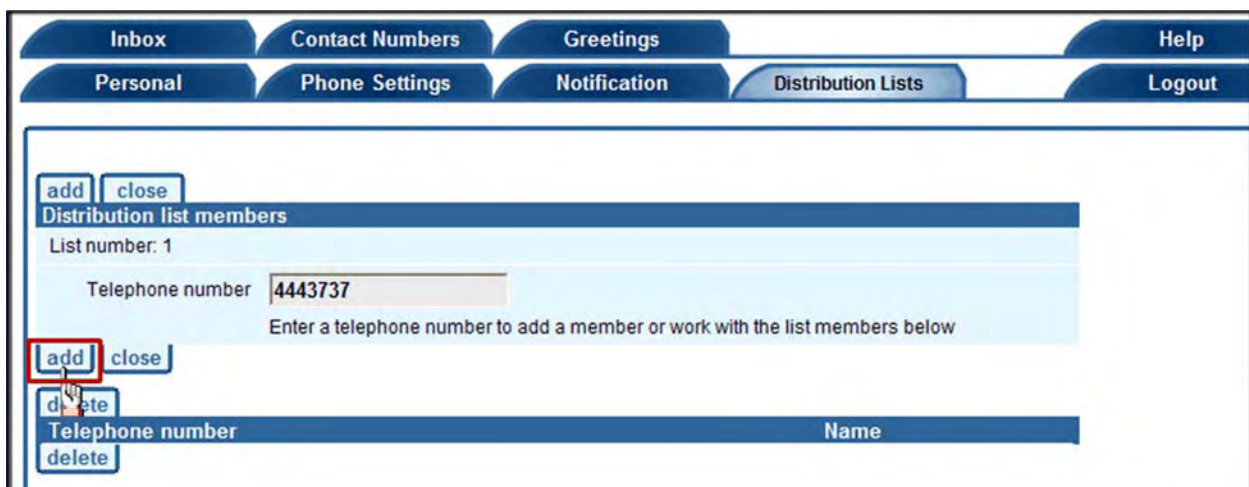 Inbox Contact Numbers Greetings Help
Personal Phone Settings Notification Distribution Lists Logout
add close
Distribution list members
List number: 1
Telephone number 4443737
Enter a telephone number to add a member or work with the list members below
add close
delete
Telephone number Name
delete